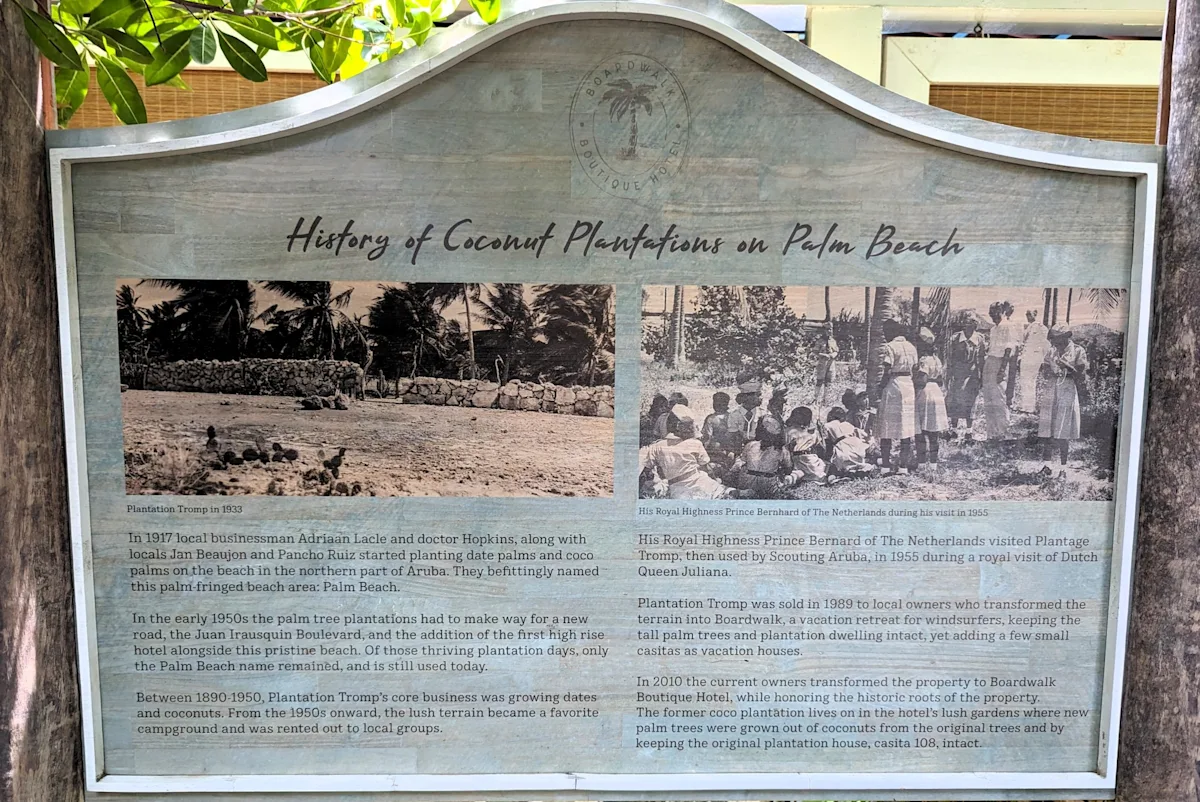 BOARDWALK
BOUTIQUE HOTEL
History of Coconut Plantations on Palm Beach
Plantation Tromp in 1933
In 1917 local businessman Adriaan Lacle and doctor Hopkins, along with
locals Jan Beaujon and Pancho Ruiz started planting date palms and coco
palms on the beach in the northern part of Aruba. They befittingly named
this palm-fringed beach area: Palm Beach.
In the early 1950s the palm tree plantations had to make way for a new
road, the Juan Irausquin Boulevard, and the addition of the first high rise
hotel alongside this pristine beach. Of those thriving plantation days, only
the Palm Beach name remained, and is still used today.
Between 1890-1950, Plantation Tromp's core business was growing dates
and coconuts. From the 1950s onward, the lush terrain became a favorite
campground and was rented out to local groups.
His Royal Highness Prince Bernhard of The Netherlands during his visit in 1955
His Royal Highness Prince Bernard of The Netherlands visited Plantage
Tromp, then used by Scouting Aruba, in 1955 during a royal visit of Dutch
Queen Juliana.
Plantation Tromp was sold in 1989 to local owners who transformed the
terrain into Boardwalk, a vacation retreat for windsurfers, keeping the
tall palm trees and plantation dwelling intact, yet adding a few small
casitas as vacation houses.
In 2010 the current owners transformed the property to Boardwalk
Boutique Hotel, while honoring the historic roots of the property.
The former coco plantation lives on in the hotel's lush gardens where new
palm trees were grown out of coconuts from the original trees and by
keeping the original plantation house, casita 108, intact.